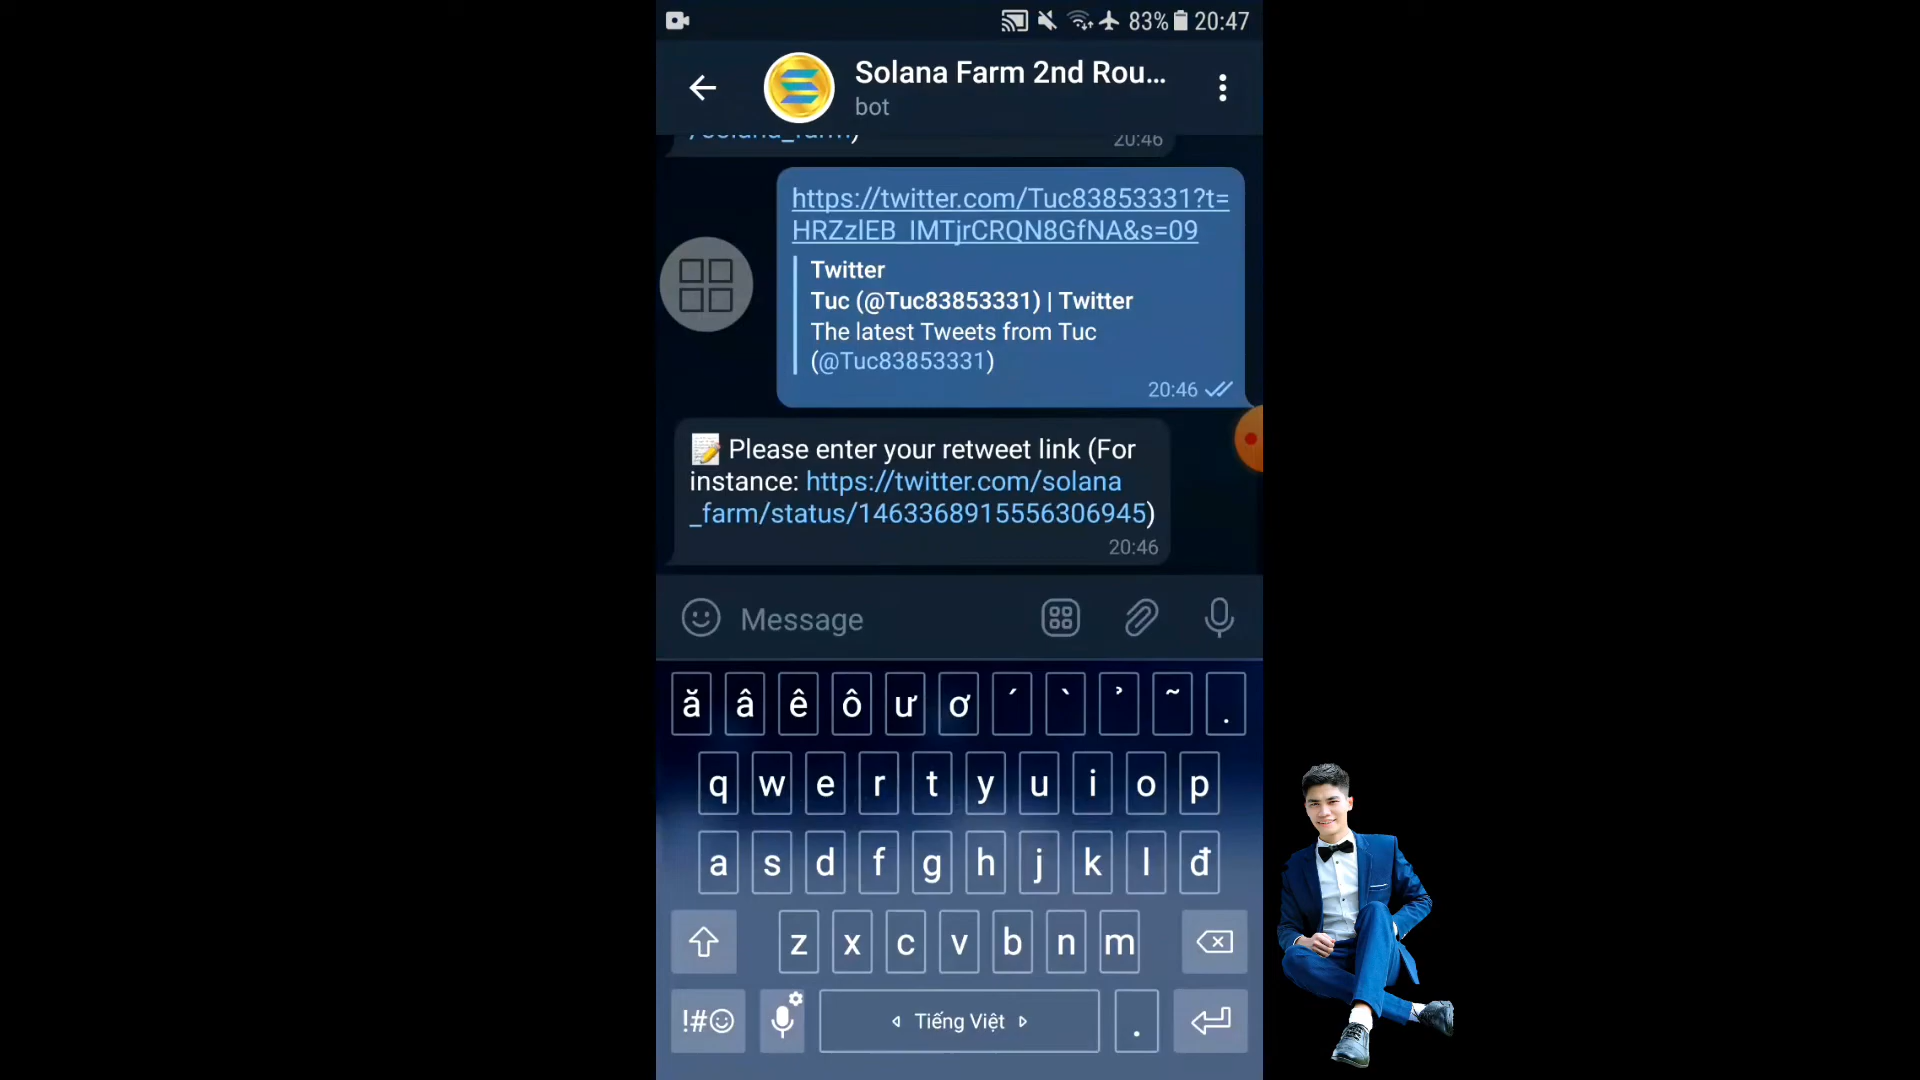 83% 20:47
Solana Farm 2nd Rou...
bot
/solana_farm)
20:46
https://twitter.com/Tuc83853331?t=
HRZzlEB_IMTjrCRQN8GfNA&s=09
Twitter
Tuc (@Tuc83853331) | Twitter
The latest Tweets from Tuc
(@Tuc83853331)
20:46
Please enter your retweet link (For
instance: https://twitter.com/solana
_farm/status/1463368915556306945)
20:46
Message
ă â ê ô ư ơ ´ ` ̉ ~ .
q w e r t y u i o p
a s d f g h j k l đ
z x c v b n m
!#☺ Tiếng Việt .